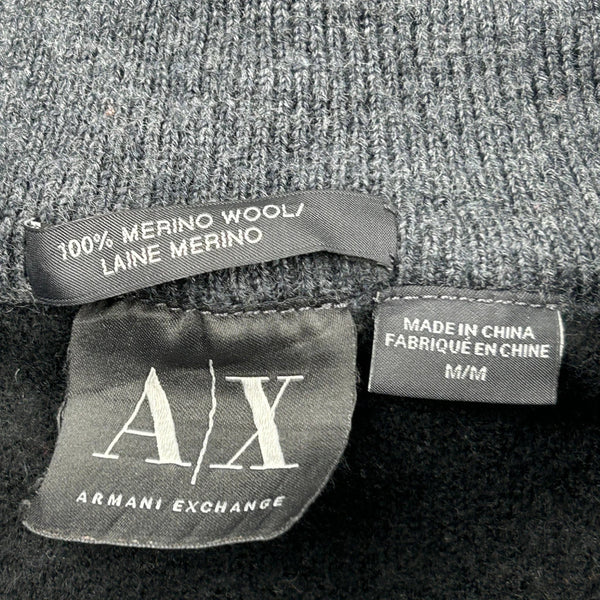 100% MERINO WOOL/
LAINE MERINO
A|X
ARMANI EXCHANGE
MADE IN CHINA
FABRIQUÉ EN CHINE
M/M